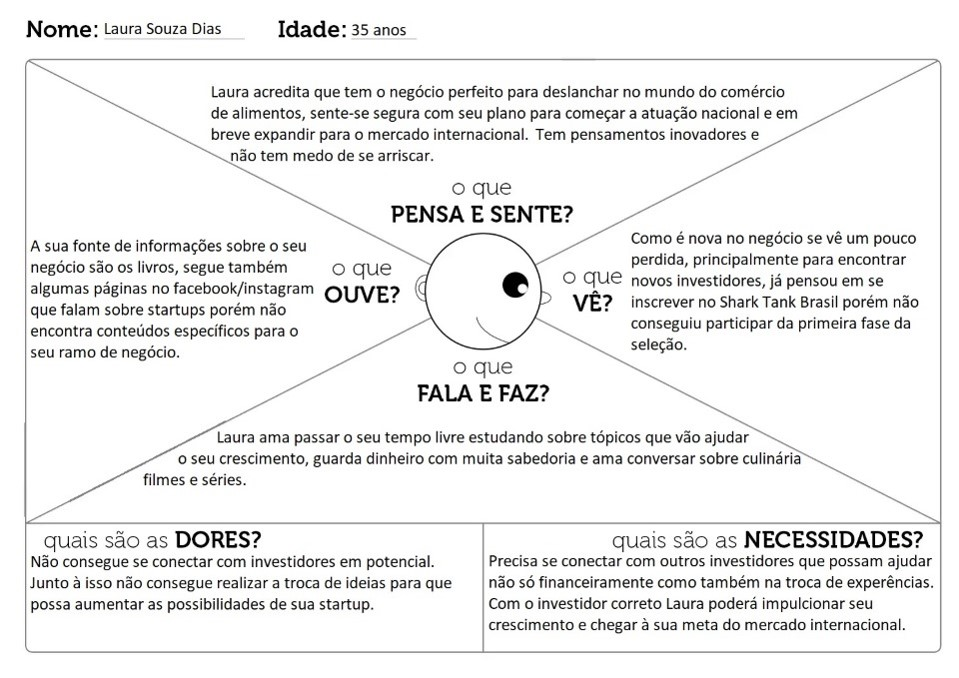 Nome: Laura Souza Dias Idade: 35 anos
Laura acredita que tem o negócio perfeito para deslanchar no mundo do comércio
de alimentos, sente-se segura com seu plano para começar a atuação nacional e em
breve expandir para o mercado internacional. Tem pensamentos inovadores e
não tem medo de se arriscar.
o que
PENSA E SENTE?
A sua fonte de informações sobre o seu
negócio são os livros, segue também
algumas páginas no facebook/instagram
que falam sobre startups porém não
encontra conteúdos específicos para o
seu ramo de negócio.
o que
OUVE?
o que
VÊ?
Como é nova no negócio se vê um pouco
perdida, principalmente para encontrar
novos investidores, já pensou em se
inscrever no Shark Tank Brasil porém não
conseguiu participar da primeira fase da
seleção.
o que
FALA E FAZ?
Laura ama passar o seu tempo livre estudando sobre tópicos que vão ajudar
o seu crescimento, guarda dinheiro com muita sabedoria e ama conversar sobre culinária
filmes e séries.
quais são as DORES?
Não consegue se conectar com investidores em potencial.
Junto à isso não consegue realizar a troca de ideias para que
possa aumentar as possibilidades de sua startup.
quais são as NECESSIDADES?
Precisa se conectar com outros investidores que possam ajudar
não só financeiramente como também na troca de experências.
Com o investidor correto Laura poderá impulcionar seu
crescimento e chegar à sua meta do mercado internacional.